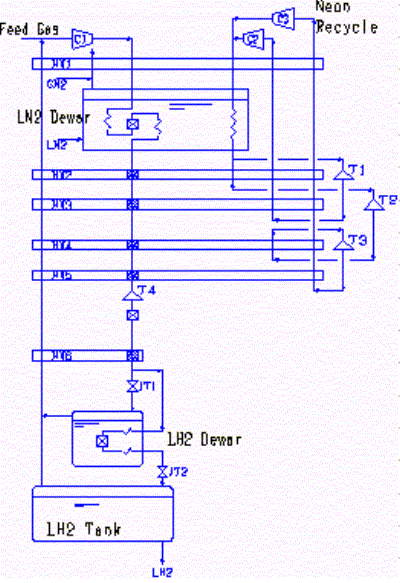 Neon
Recycle
Feed Gas
C1
C3
C2
HX1
GN2
LN2 Dewar
LN2
HX2
T1
HX3
T2
HX4
T3
HX5
T4
HX6
JT1
LH2 Dewar
JT2
LH2 Tank
LH2